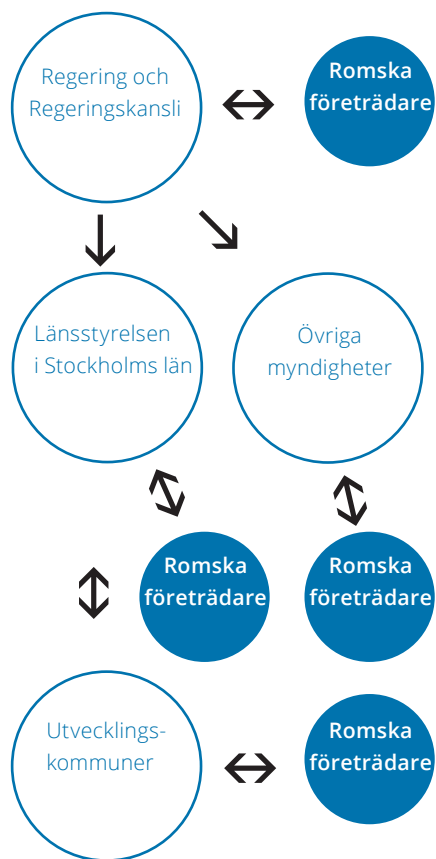 Regering och
Regeringskansli
Romska
företrädare
Länsstyrelsen
i Stockholms län
Övriga
myndigheter
Romska
företrädare
Romska
företrädare
Utvecklings-
kommuner
Romska
företrädare